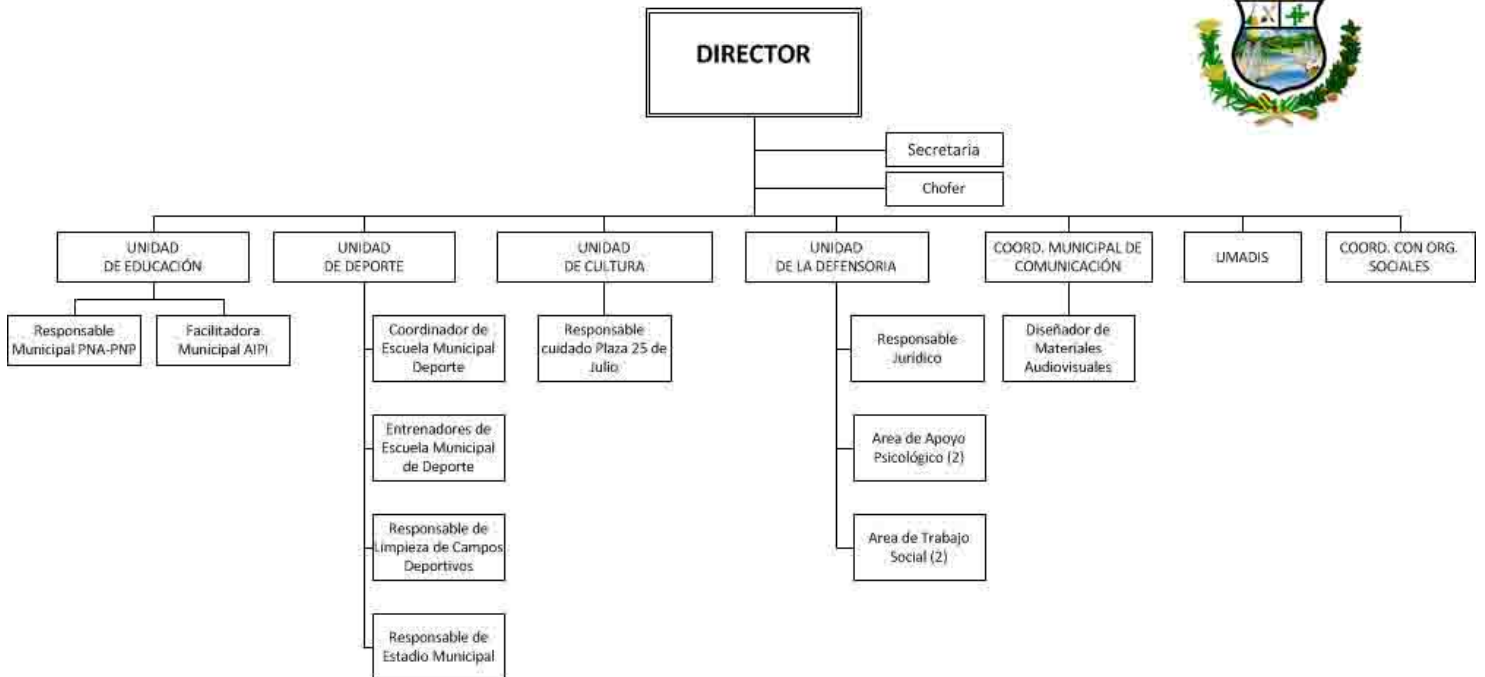 DIRECTOR
Secretaria
Chofer
UNIDAD
DE EDUCACIÓN
UNIDAD
DE DEPORTE
UNIDAD
DE CULTURA
UNIDAD
DE LA DEFENSORIA
COORD. MUNICIPAL DE
COMUNICACIÓN
UMADIS
COORD. CON ORG.
SOCIALES
Responsable
Municipal PNA-PNP
Facilitadora
Municipal AIPI
Coordinador de
Escuela Municipal
Deporte
Entrenadores de
Escuela Municipal
de Deporte
Responsable de
Limpieza de Campos
Deportivos
Responsable de
Estadio Municipal
Responsable
cuidado Plaza 25 de
Julio
Responsable
Jurídico
Area de Apoyo
Psicológico (2)
Area de Trabajo
Social (2)
Diseñador de
Materiales
Audiovisuales